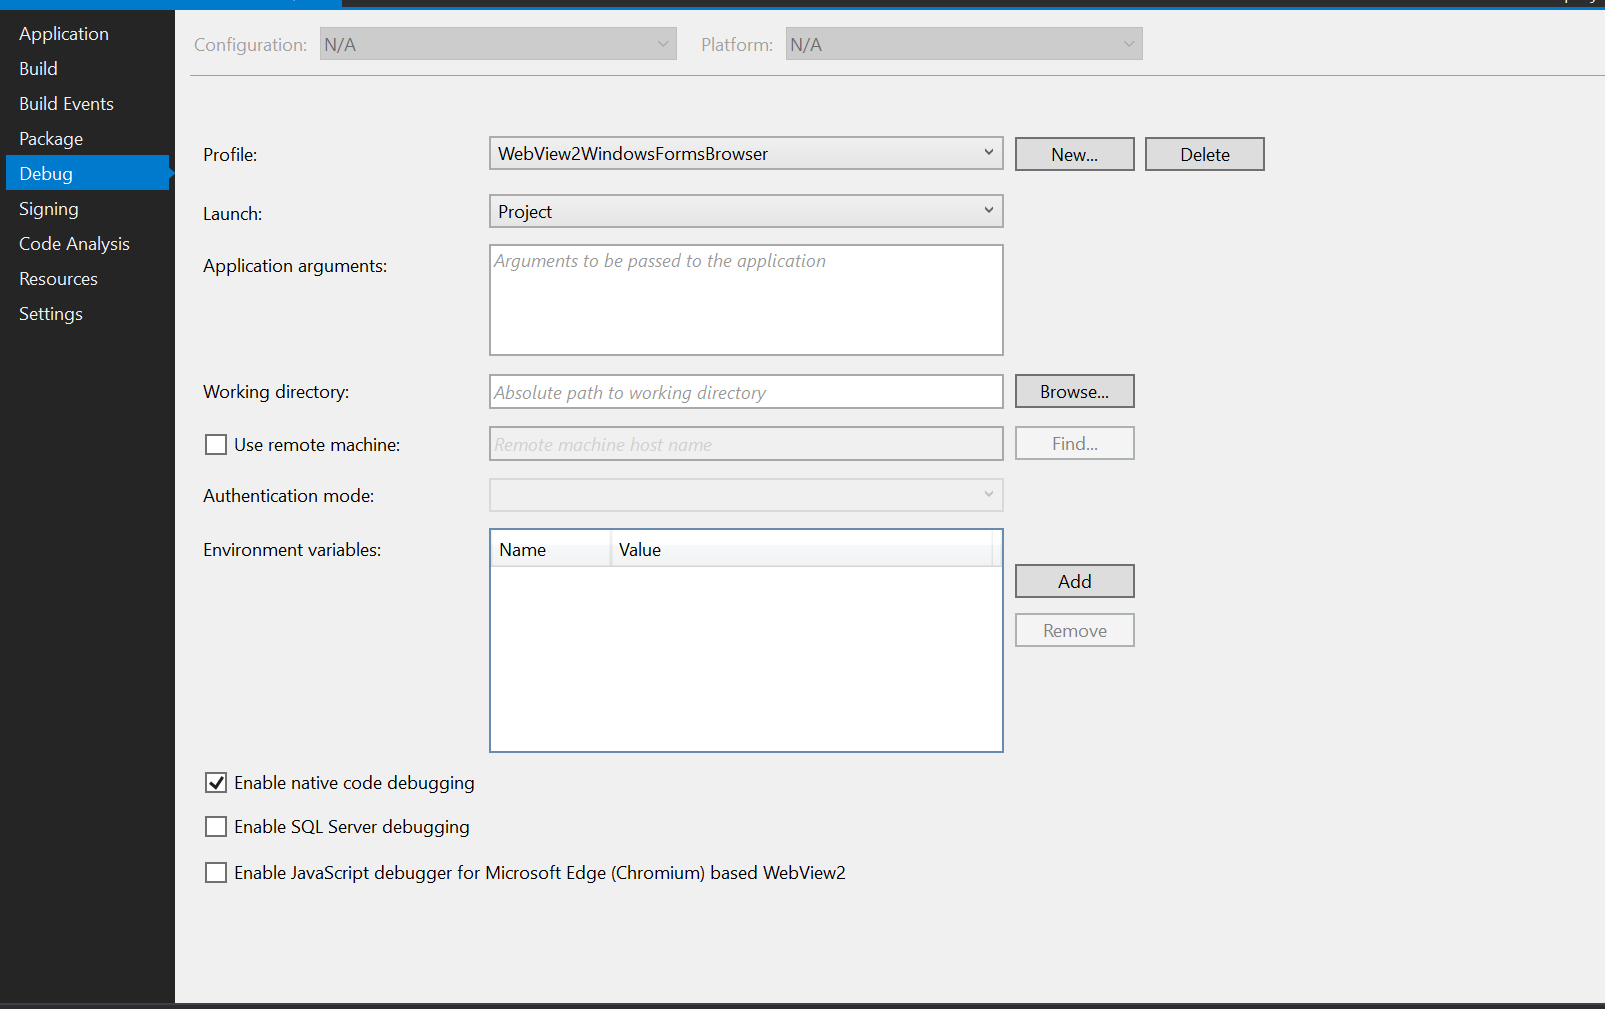 Application
Build
Build Events
Package
Debug
Signing
Code Analysis
Resources
Settings
Configuration: N/A Platform: N/A
Profile: WebView2WindowsFormsBrowser New... Delete
Launch: Project
Application arguments: Arguments to be passed to the application
Working directory: Absolute path to working directory Browse...
Use remote machine: Remote machine host name Find...
Authentication mode:
Environment variables: Name Value
Add
Remove
Enable native code debugging
Enable SQL Server debugging
Enable JavaScript debugger for Microsoft Edge (Chromium) based WebView2